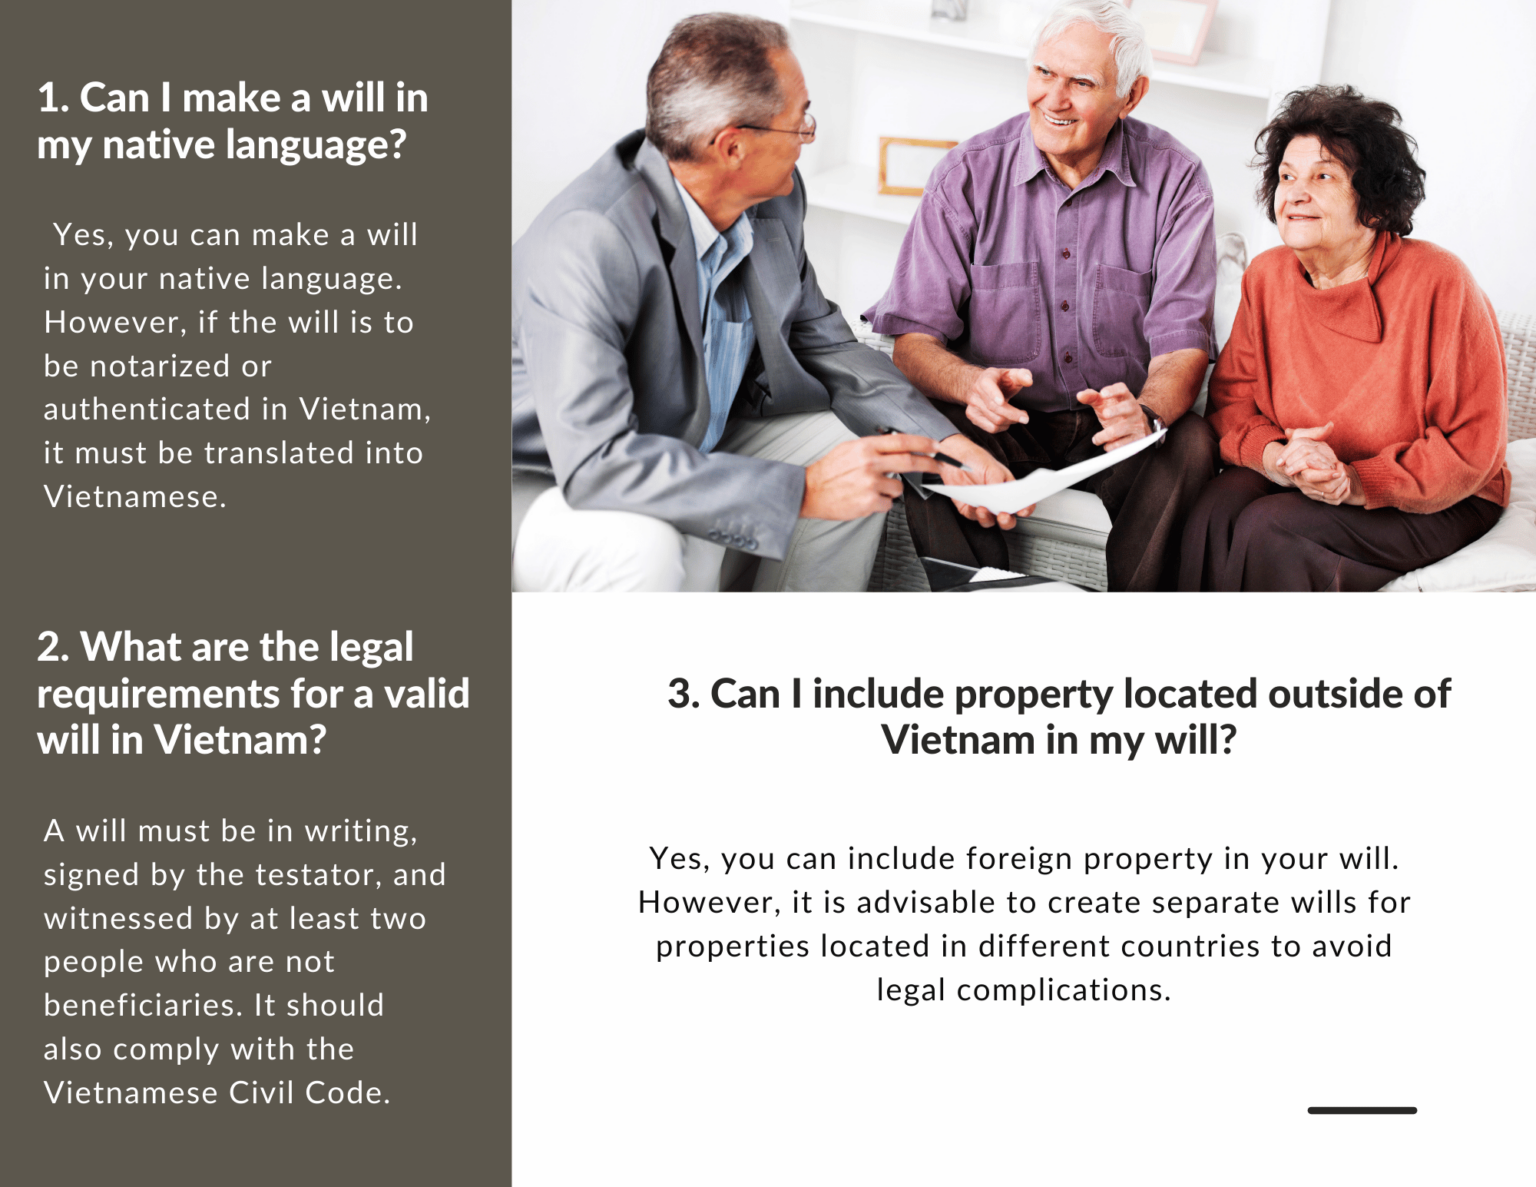 1. Can I make a will in
my native language?
Yes, you can make a will
in your native language.
However, if the will is to
be notarized or
authenticated in Vietnam,
it must be translated into
Vietnamese.
2. What are the legal
requirements for a valid
will in Vietnam?
A will must be in writing,
signed by the testator, and
witnessed by at least two
people who are not
beneficiaries. It should
also comply with the
Vietnamese Civil Code.
3. Can I include property located outside of
Vietnam in my will?
Yes, you can include foreign property in your will.
However, it is advisable to create separate wills for
properties located in different countries to avoid
legal complications.